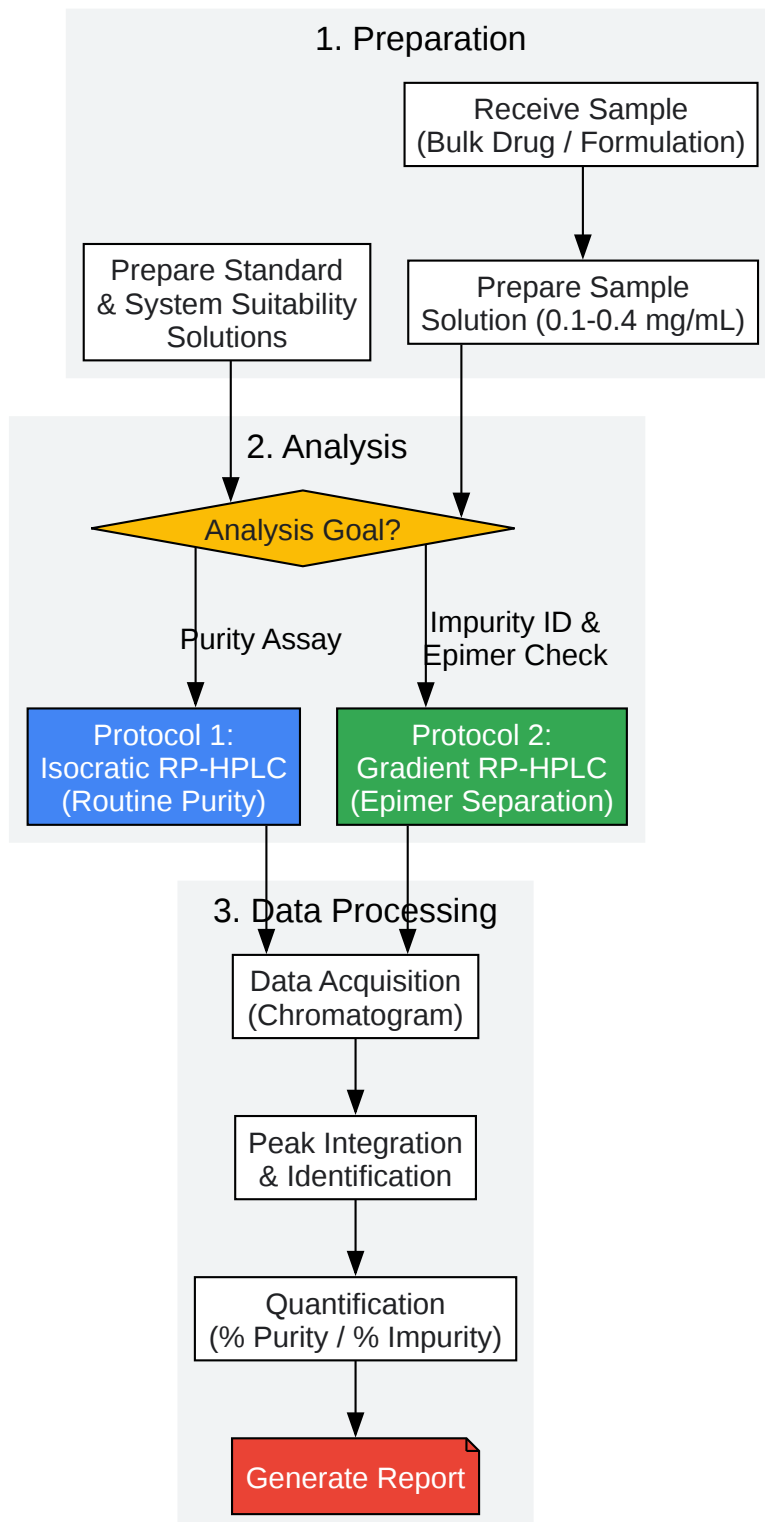 1. Preparation
Receive Sample
(Bulk Drug / Formulation)
Prepare Standard
& System Suitability
Solutions
Prepare Sample
Solution (0.1-0.4 mg/mL)
2. Analysis
Analysis Goal?
Purity Assay
Impurity ID &
Epimer Check
Protocol 1:
Isocratic RP-HPLC
(Routine Purity)
Protocol 2:
Gradient RP-HPLC
(Epimer Separation)
3. Data Processing
Data Acquisition
(Chromatogram)
Peak Integration
& Identification
Quantification
(% Purity / % Impurity)
Generate Report